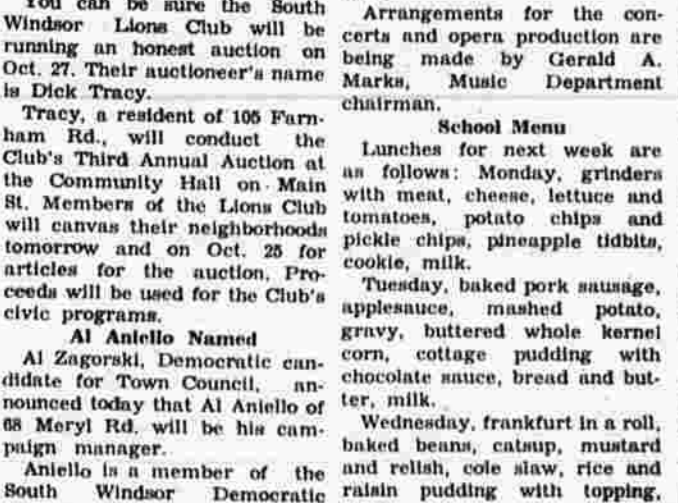 You can be sure the South
Windsor Lions Club will be
running an honest auction on
Oct. 27. Their auctioneer's name
is Dick Tracy.
Tracy, a resident of 105 Farn-
ham Rd., will conduct the
Club's Third Annual Auction at
the Community Hall on Main
St. Members of the Lions Club
will canvas their neighborhoods
tomorrow and on Oct. 25 for
articles for the auction. Pro-
ceeds will be used for the Club's
civic programs.
Al Aniello Named
Al Zagorski, Democratic can-
didate for Town Council, an-
nounced today that Al Aniello of
68 Meryl Rd. will be his cam-
paign manager.
Aniello is a member of the
South Windsor Democratic
Arrangements for the con-
certs and opera production are
being made by Gerald A.
Marks, Music Department
chairman.
School Menu
Lunches for next week are
as follows: Monday, grinders
with meat, cheese, lettuce and
tomatoes, potato chips and
pickle chips, pineapple tidbits,
cookie, milk.
Tuesday, baked pork sausage,
applesauce, mashed potato,
gravy, buttered whole kernel
corn, cottage pudding with
chocolate sauce, bread and but-
ter, milk.
Wednesday, frankfurt in a roll,
baked beans, catsup, mustard
and relish, cole slaw, rice and
raisin pudding with topping,